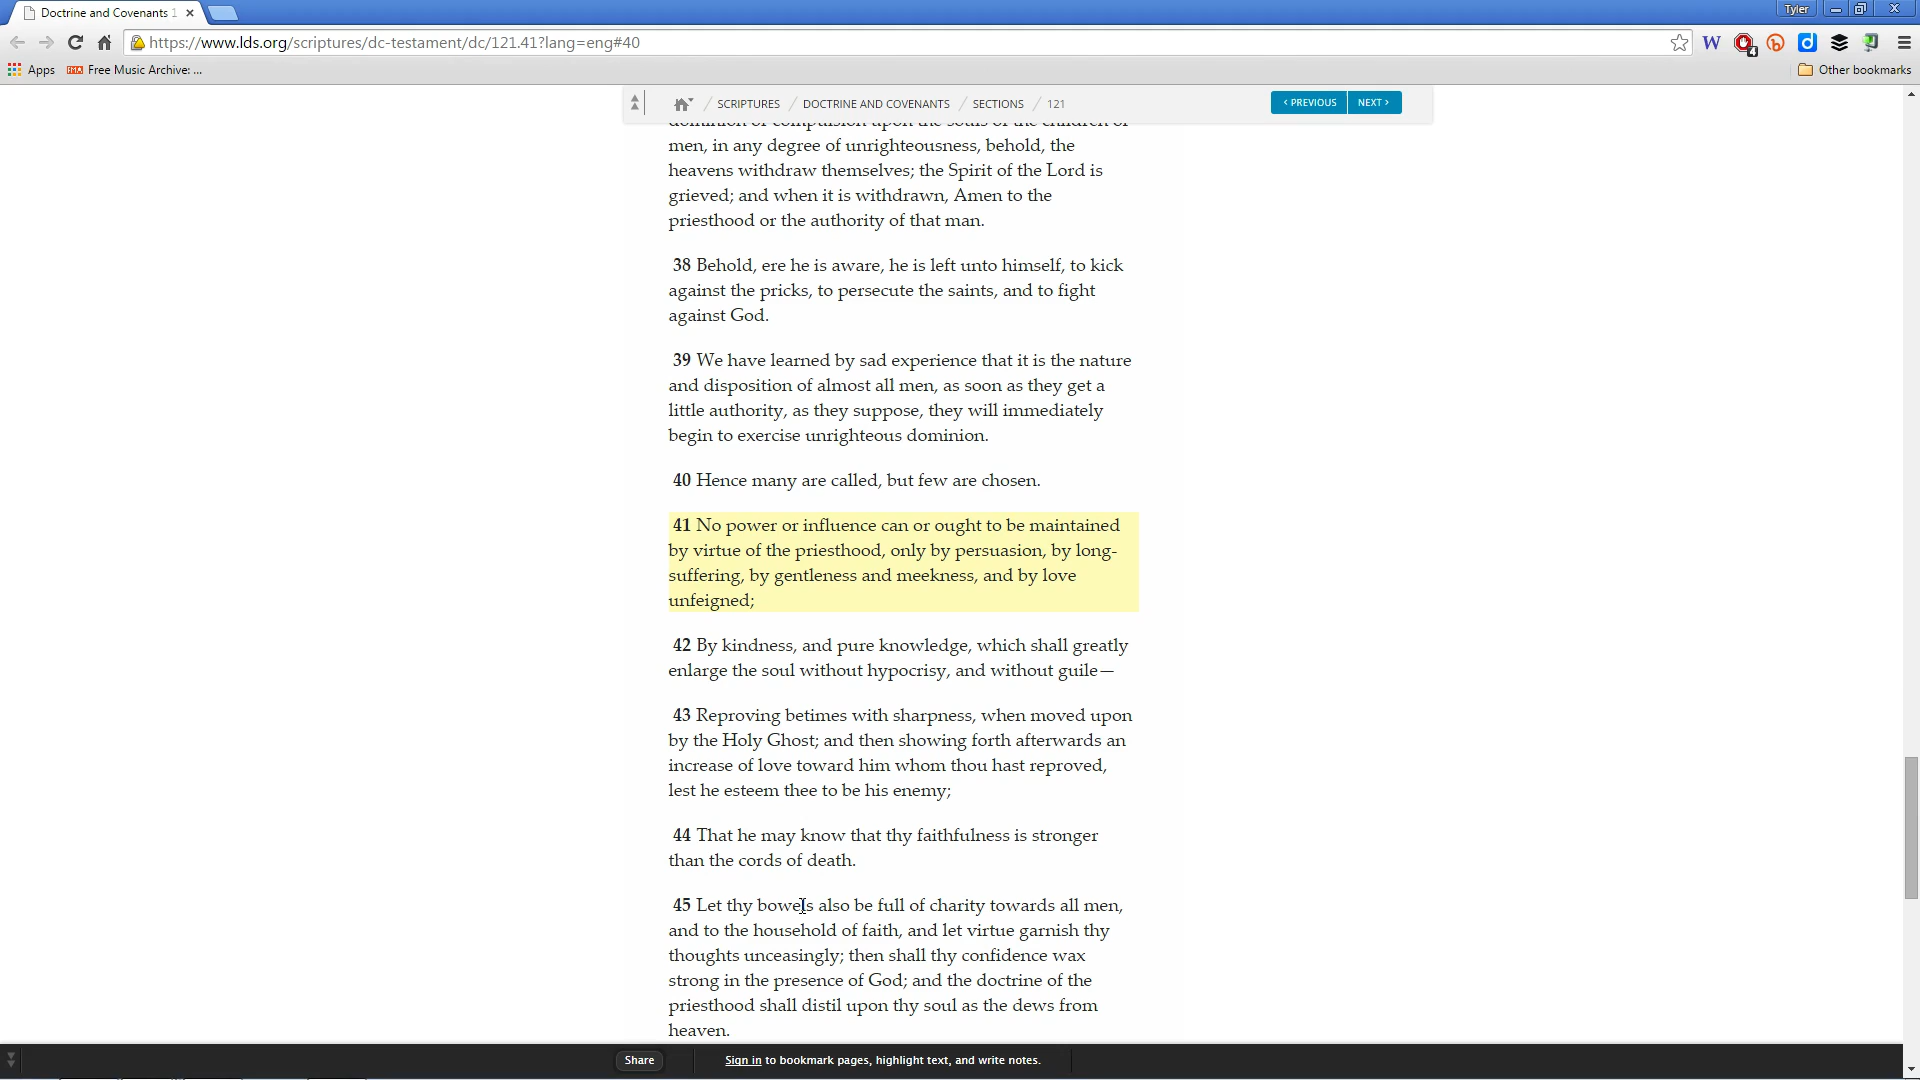 Doctrine and Covenants 1
Tyler
https://www.lds.org/scriptures/dc-testament/dc/121.41?lang=eng#40
W
4
Apps
Free Music Archive: ...
Other bookmarks
SCRIPTURES / DOCTRINE AND COVENANTS / SECTIONS / 121
‹ PREVIOUS
NEXT ›
dominion or compulsion upon the souls of the children of
men, in any degree of unrighteousness, behold, the
heavens withdraw themselves; the Spirit of the Lord is
grieved; and when it is withdrawn, Amen to the
priesthood or the authority of that man.
38 Behold, ere he is aware, he is left unto himself, to kick
against the pricks, to persecute the saints, and to fight
against God.
39 We have learned by sad experience that it is the nature
and disposition of almost all men, as soon as they get a
little authority, as they suppose, they will immediately
begin to exercise unrighteous dominion.
40 Hence many are called, but few are chosen.
41 No power or influence can or ought to be maintained
by virtue of the priesthood, only by persuasion, by long-
suffering, by gentleness and meekness, and by love
unfeigned;
42 By kindness, and pure knowledge, which shall greatly
enlarge the soul without hypocrisy, and without guile—
43 Reproving betimes with sharpness, when moved upon
by the Holy Ghost; and then showing forth afterwards an
increase of love toward him whom thou hast reproved,
lest he esteem thee to be his enemy;
44 That he may know that thy faithfulness is stronger
than the cords of death.
45 Let thy bowels also be full of charity towards all men,
and to the household of faith, and let virtue garnish thy
thoughts unceasingly; then shall thy confidence wax
strong in the presence of God; and the doctrine of the
priesthood shall distil upon thy soul as the dews from
heaven.
Share
Sign in to bookmark pages, highlight text, and write notes.